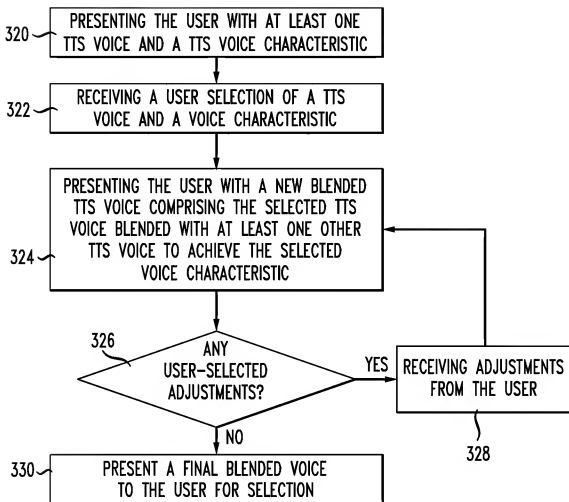 320
PRESENTING THE USER WITH AT LEAST ONE
TTS VOICE AND A TTS VOICE CHARACTERISTIC
322
RECEIVING A USER SELECTION OF A TTS
VOICE AND A VOICE CHARACTERISTIC
324
PRESENTING THE USER WITH A NEW BLENDED
TTS VOICE COMPRISING THE SELECTED TTS
VOICE BLENDED WITH AT LEAST ONE OTHER
TTS VOICE TO ACHIEVE THE SELECTED
VOICE CHARACTERISTIC
326
ANY
USER-SELECTED
ADJUSTMENTS?
YES
RECEIVING ADJUSTMENTS
FROM THE USER
328
NO
330
PRESENT A FINAL BLENDED VOICE
TO THE USER FOR SELECTION